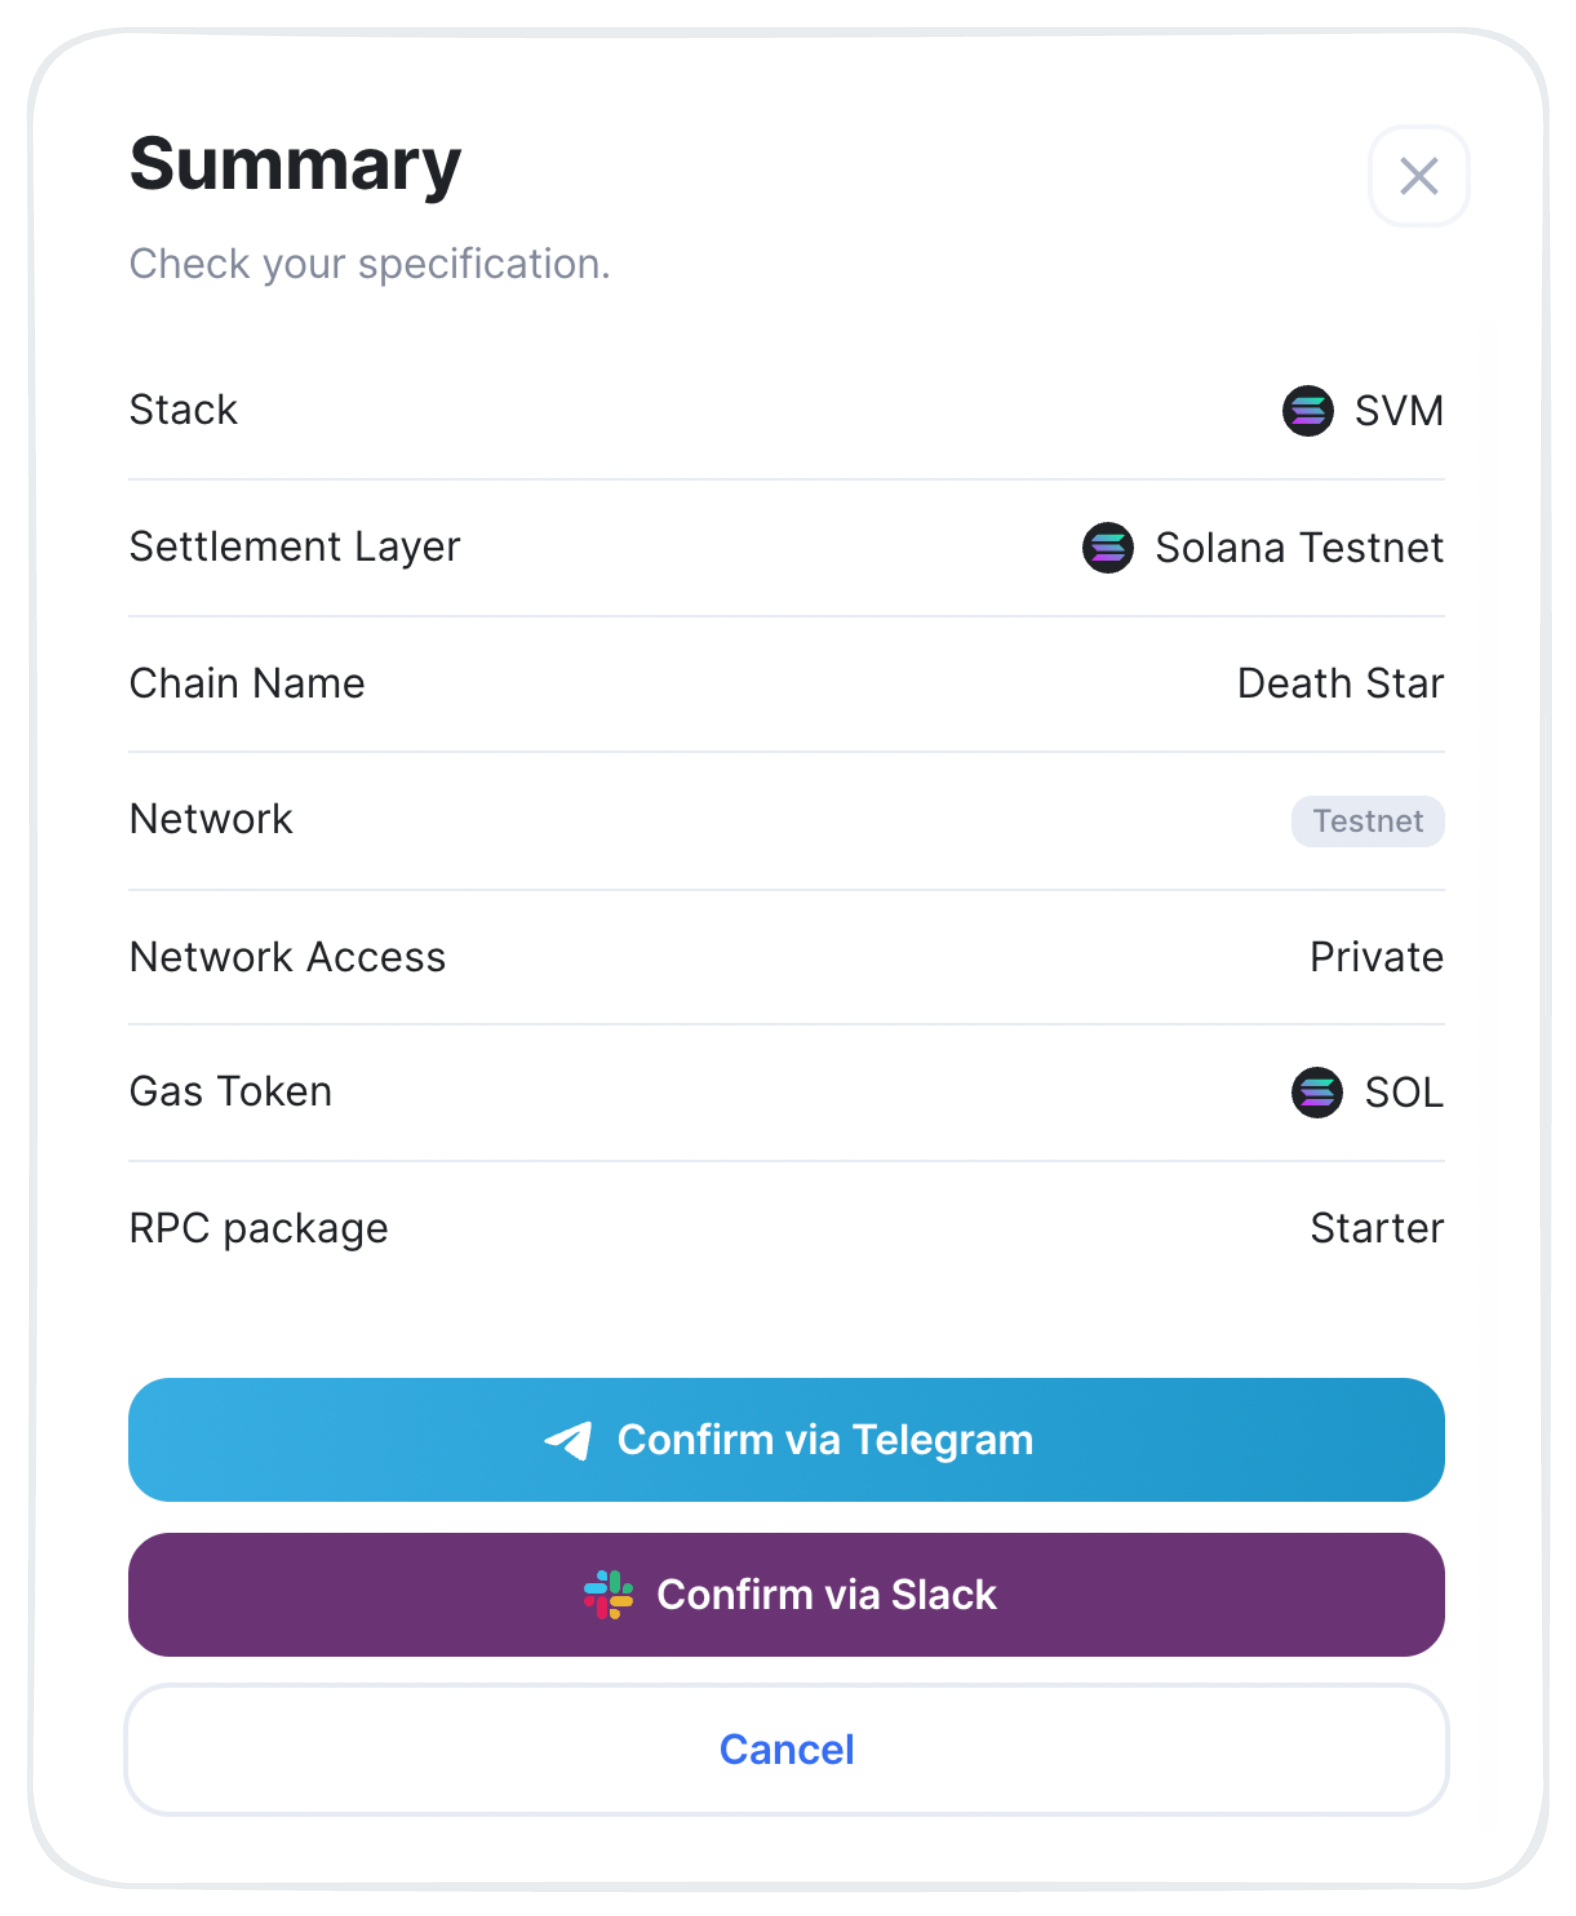 Summary
Check your specification.
Stack SVM
Settlement Layer Solana Testnet
Chain Name Death Star
Network Testnet
Network Access Private
Gas Token SOL
RPC package Starter
Confirm via Telegram
Confirm via Slack
Cancel